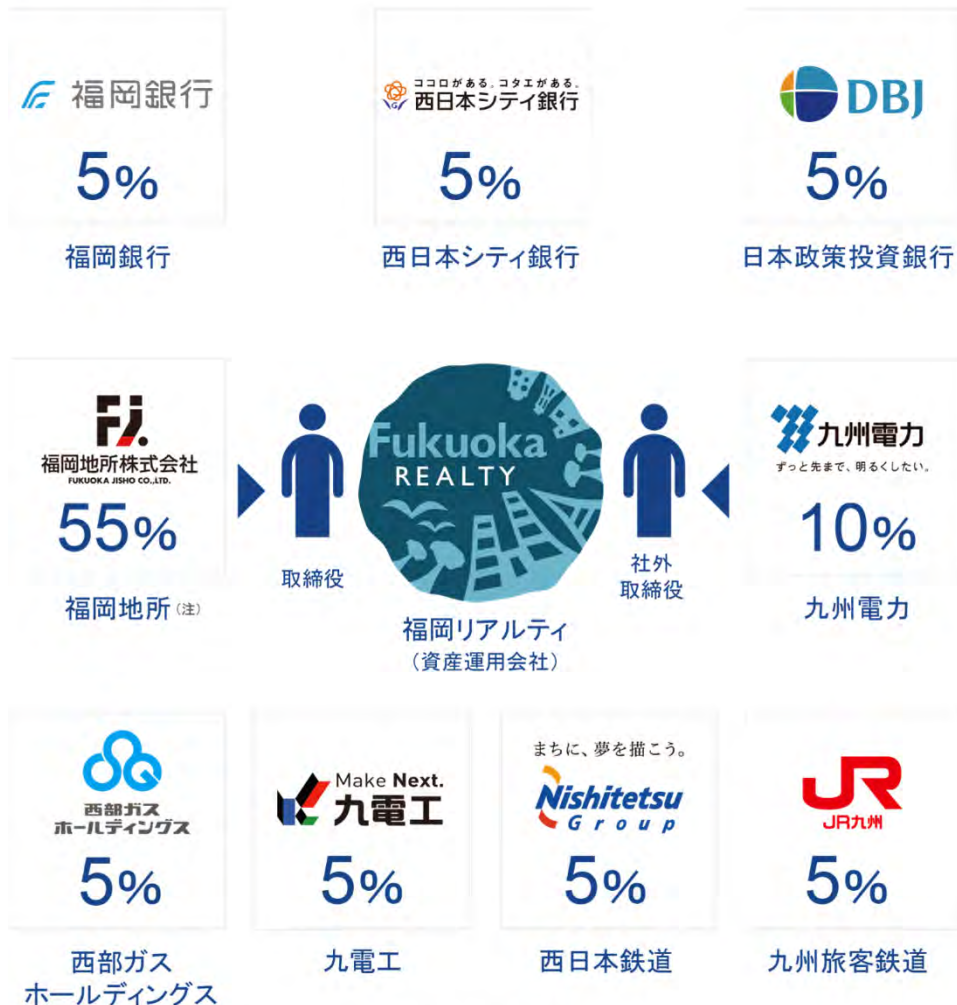 福岡銀行
ココロがある。コタエがある。
西日本シティ銀行
DBJ
5%
5%
5%
福岡銀行
西日本シティ銀行
日本政策投資銀行
FJ.
福岡地所株式会社
FUKUOKA JISHO CO.,LTD.
55%
福岡地所(注)
取締役
Fukuoka
REALTY
福岡リアルティ
(資産運用会社)
社外
取締役
九州電力
ずっと先まで、明るくしたい。
10%
九州電力
西部ガス
ホールディングス
5%
西部ガス
ホールディングス
Make Next.
九電工
5%
九電工
まちに、夢を描こう。
Nishitetsu
Group
5%
西日本鉄道
JR
JR九州
5%
九州旅客鉄道